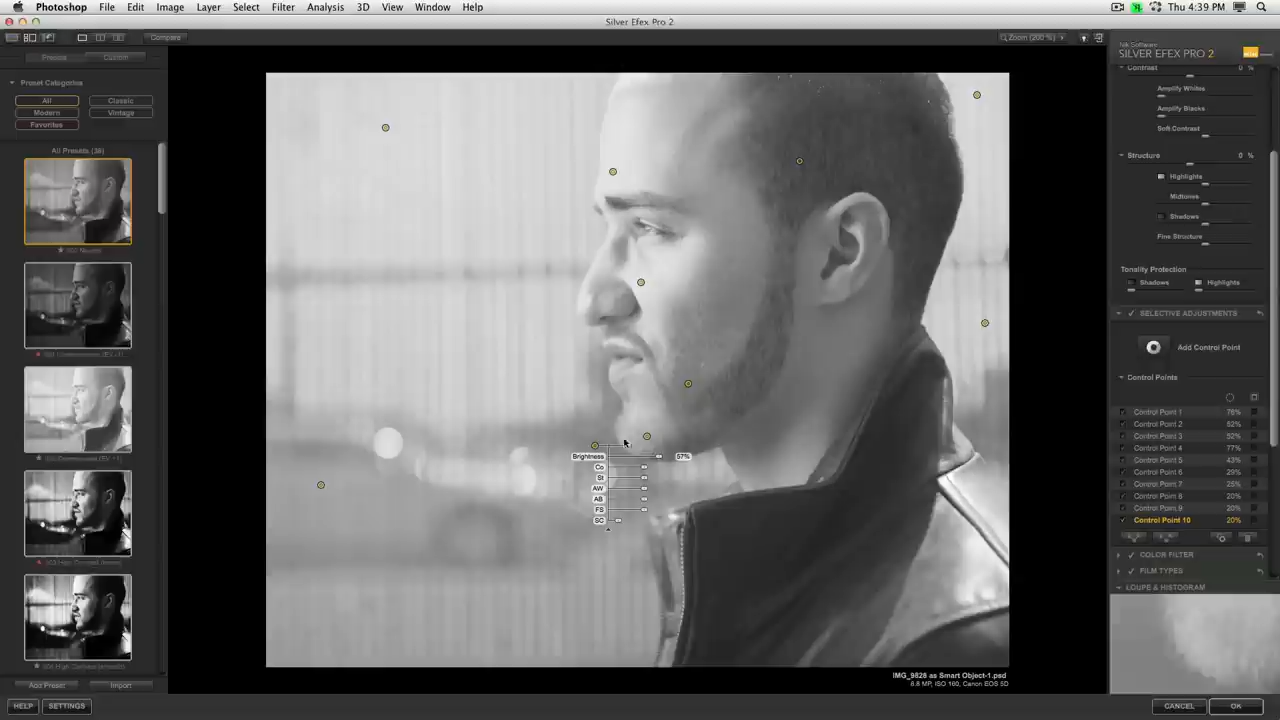 Photoshop File Edit Image Layer Select Filter Analysis 3D View Window Help Thu 4:39 PM
Silver Efex Pro 2
Compare
Zoom (200 %)
Presets Custom
Preset Categories
All Classic
Modern Vintage
Favorites
All Presets (38)
Add Preset Import
HELP SETTINGS
Brightness 57%
Co
St
AW
AB
FS
SC
IMG_9828 as Smart Object-1.psd
Nik Software
SILVER EFEX PRO 2
Contrast 0 %
Amplify Whites
Amplify Blacks
Soft Contrast
Structure 0 %
Highlights
Midtones
Shadows
Fine Structure
Tonality Protection
Shadows Highlights
SELECTIVE ADJUSTMENTS
Add Control Point
Control Points
Control Point 1 76%
Control Point 2 52%
Control Point 3 52%
Control Point 4 77%
Control Point 5 43%
Control Point 6 29%
Control Point 7 25%
Control Point 8 20%
Control Point 9 20%
Control Point 10 20%
COLOR FILTER
FILM TYPES
LOUPE & HISTOGRAM
CANCEL OK